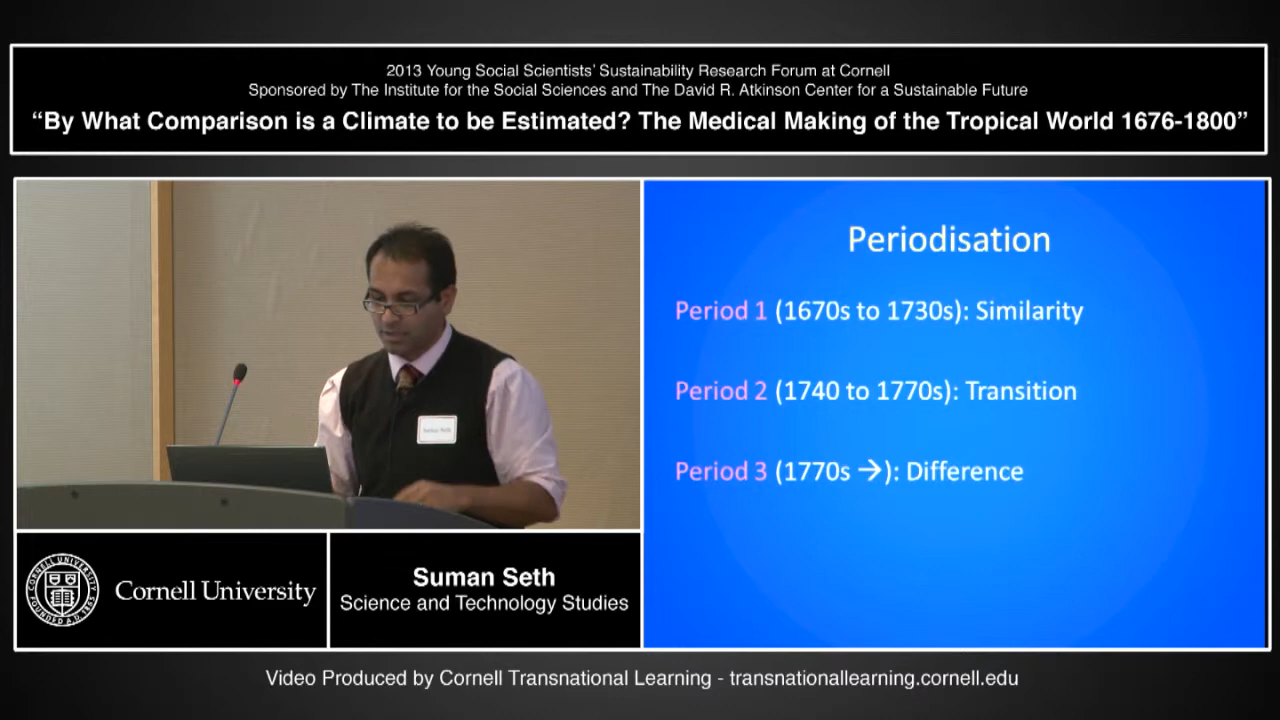 2013 Young Social Scientists' Sustainability Research Forum at Cornell
Sponsored by The Institute for the Social Sciences and The David R. Atkinson Center for a Sustainable Future
“By What Comparison is a Climate to be Estimated? The Medical Making of the Tropical World 1676-1800”
Periodisation
Period 1 (1670s to 1730s): Similarity
Period 2 (1740 to 1770s): Transition
Period 3 (1770s →): Difference
Suman Seth
Cornell University
Suman Seth
Science and Technology Studies
Video Produced by Cornell Transnational Learning - transnationallearning.cornell.edu